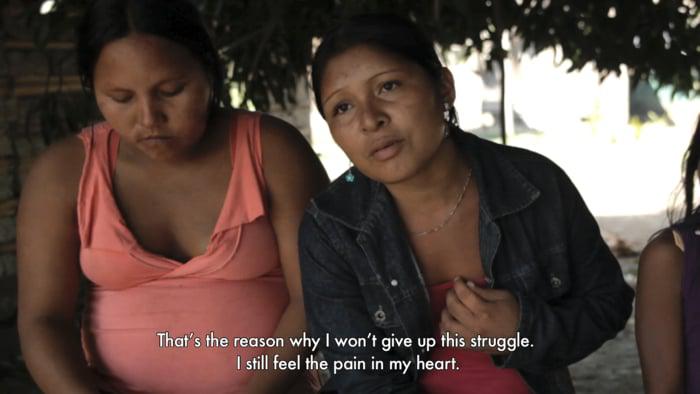 That's the reason why I won't give up this struggle.
I still feel the pain in my heart.